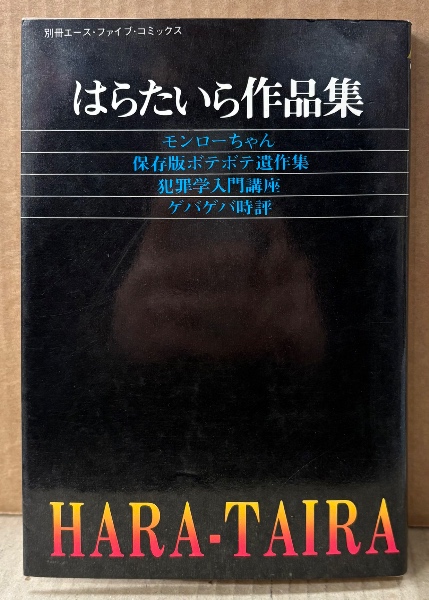 別冊エース・ファイブ・コミックス
はらたいら作品集
モンローちゃん
保存版ボテボテ遺作集
犯罪学入門講座
ゲバゲバ時評
HARA-TAIRA